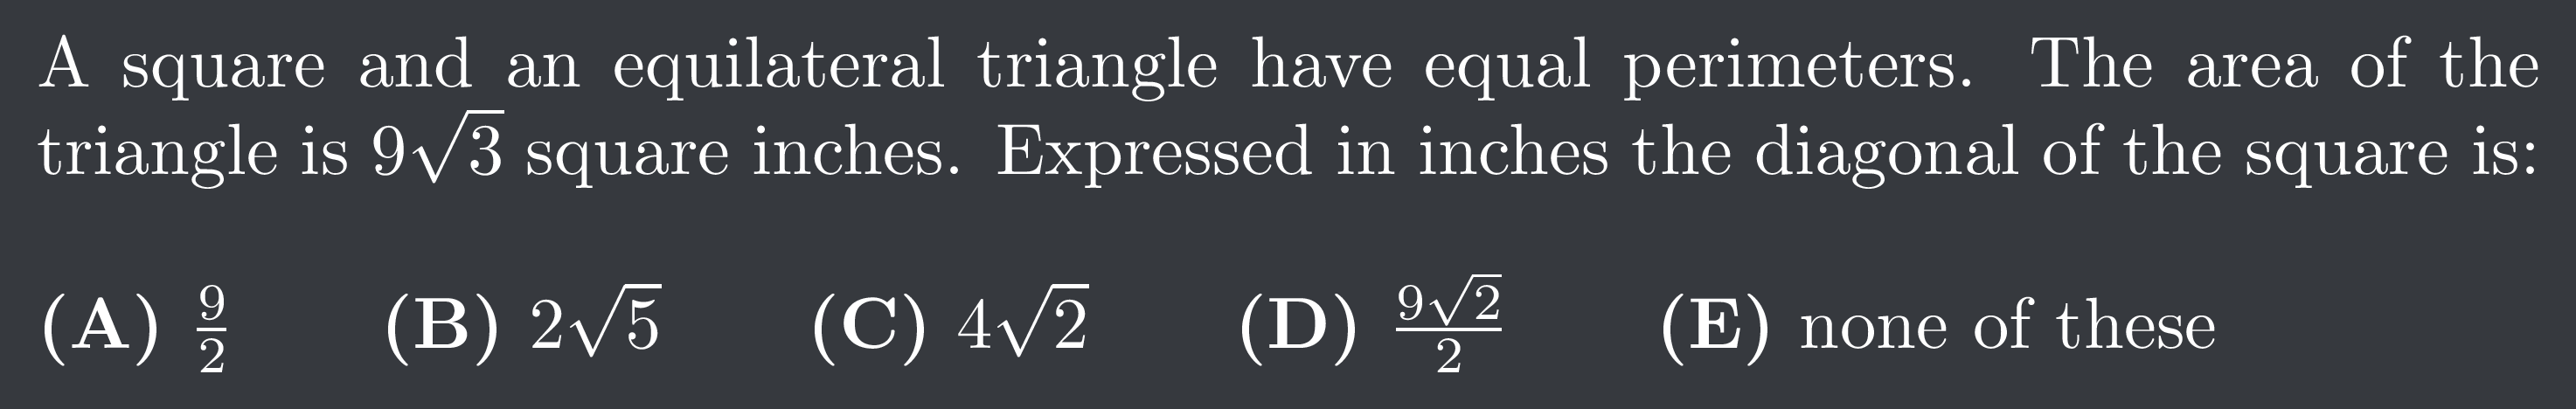 A square and an equilateral triangle have equal perimeters. The area of the
triangle is 9√3 square inches. Expressed in inches the diagonal of the square is:
(A) 9/2 (B) 2√5 (C) 4√2 (D) 9√2/2 (E) none of these